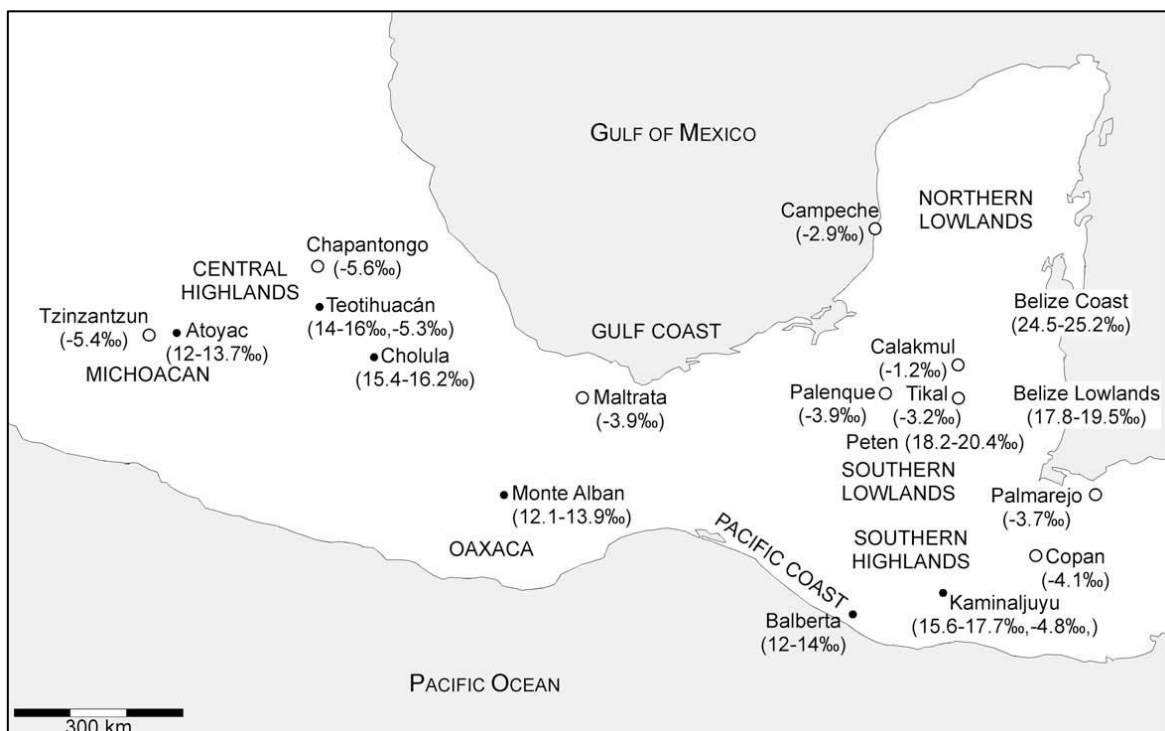 GULF OF MEXICO
NORTHERN
LOWLANDS
Campeche
(-2.9‰)
Chapantongo
(-5.6‰)
CENTRAL
HIGHLANDS
Teotihuacán
(14-16‰,-5.3‰)
Tzinzantzun
(-5.4‰)
Atoyac
(12-13.7‰)
MICHOACAN
Cholula
(15.4-16.2‰)
GULF COAST
Belize Coast
(24.5-25.2‰)
Calakmul
(-1.2‰)
Maltrata
(-3.9‰)
Palenque
(-3.9‰)
Tikal
(-3.2‰)
Belize Lowlands
(17.8-19.5‰)
Peten (18.2-20.4‰)
SOUTHERN
LOWLANDS
Monte Alban
(12.1-13.9‰)
OAXACA
Palmarejo
(-3.7‰)
PACIFIC COAST
SOUTHERN
HIGHLANDS
Copan
(-4.1‰)
Kaminaljuyu
(15.6-17.7‰,-4.8‰,)
Balberta
(12-14‰)
PACIFIC OCEAN
300 km